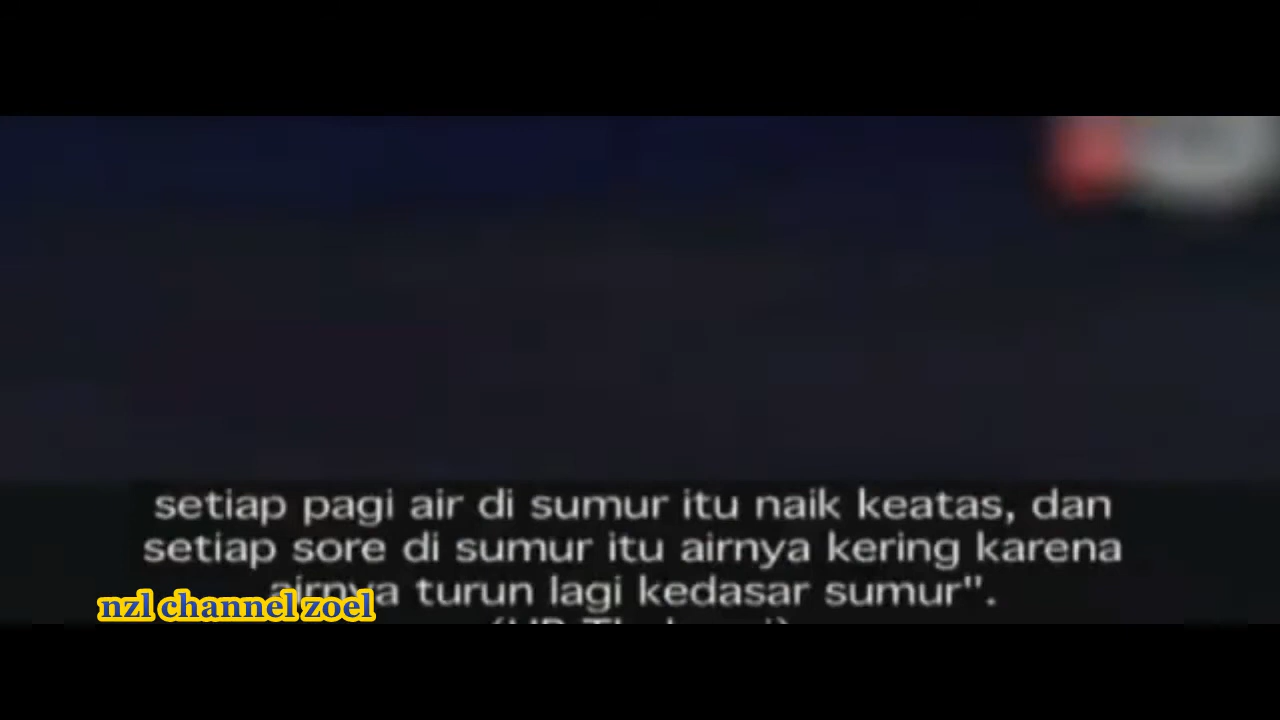 setiap pagi air di sumur itu naik keatas, dan
setiap sore di sumur itu airnya kering karena
airnya turun lagi kedasar sumur".
nzl channel zoel